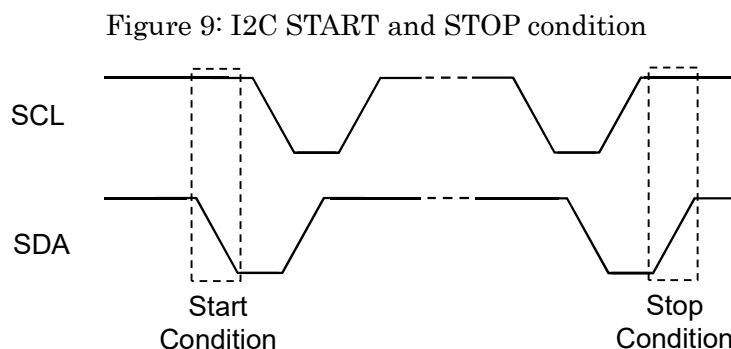 Figure 9: I2C START and STOP condition
SCL
SDA
Start
Condition
Stop
Condition